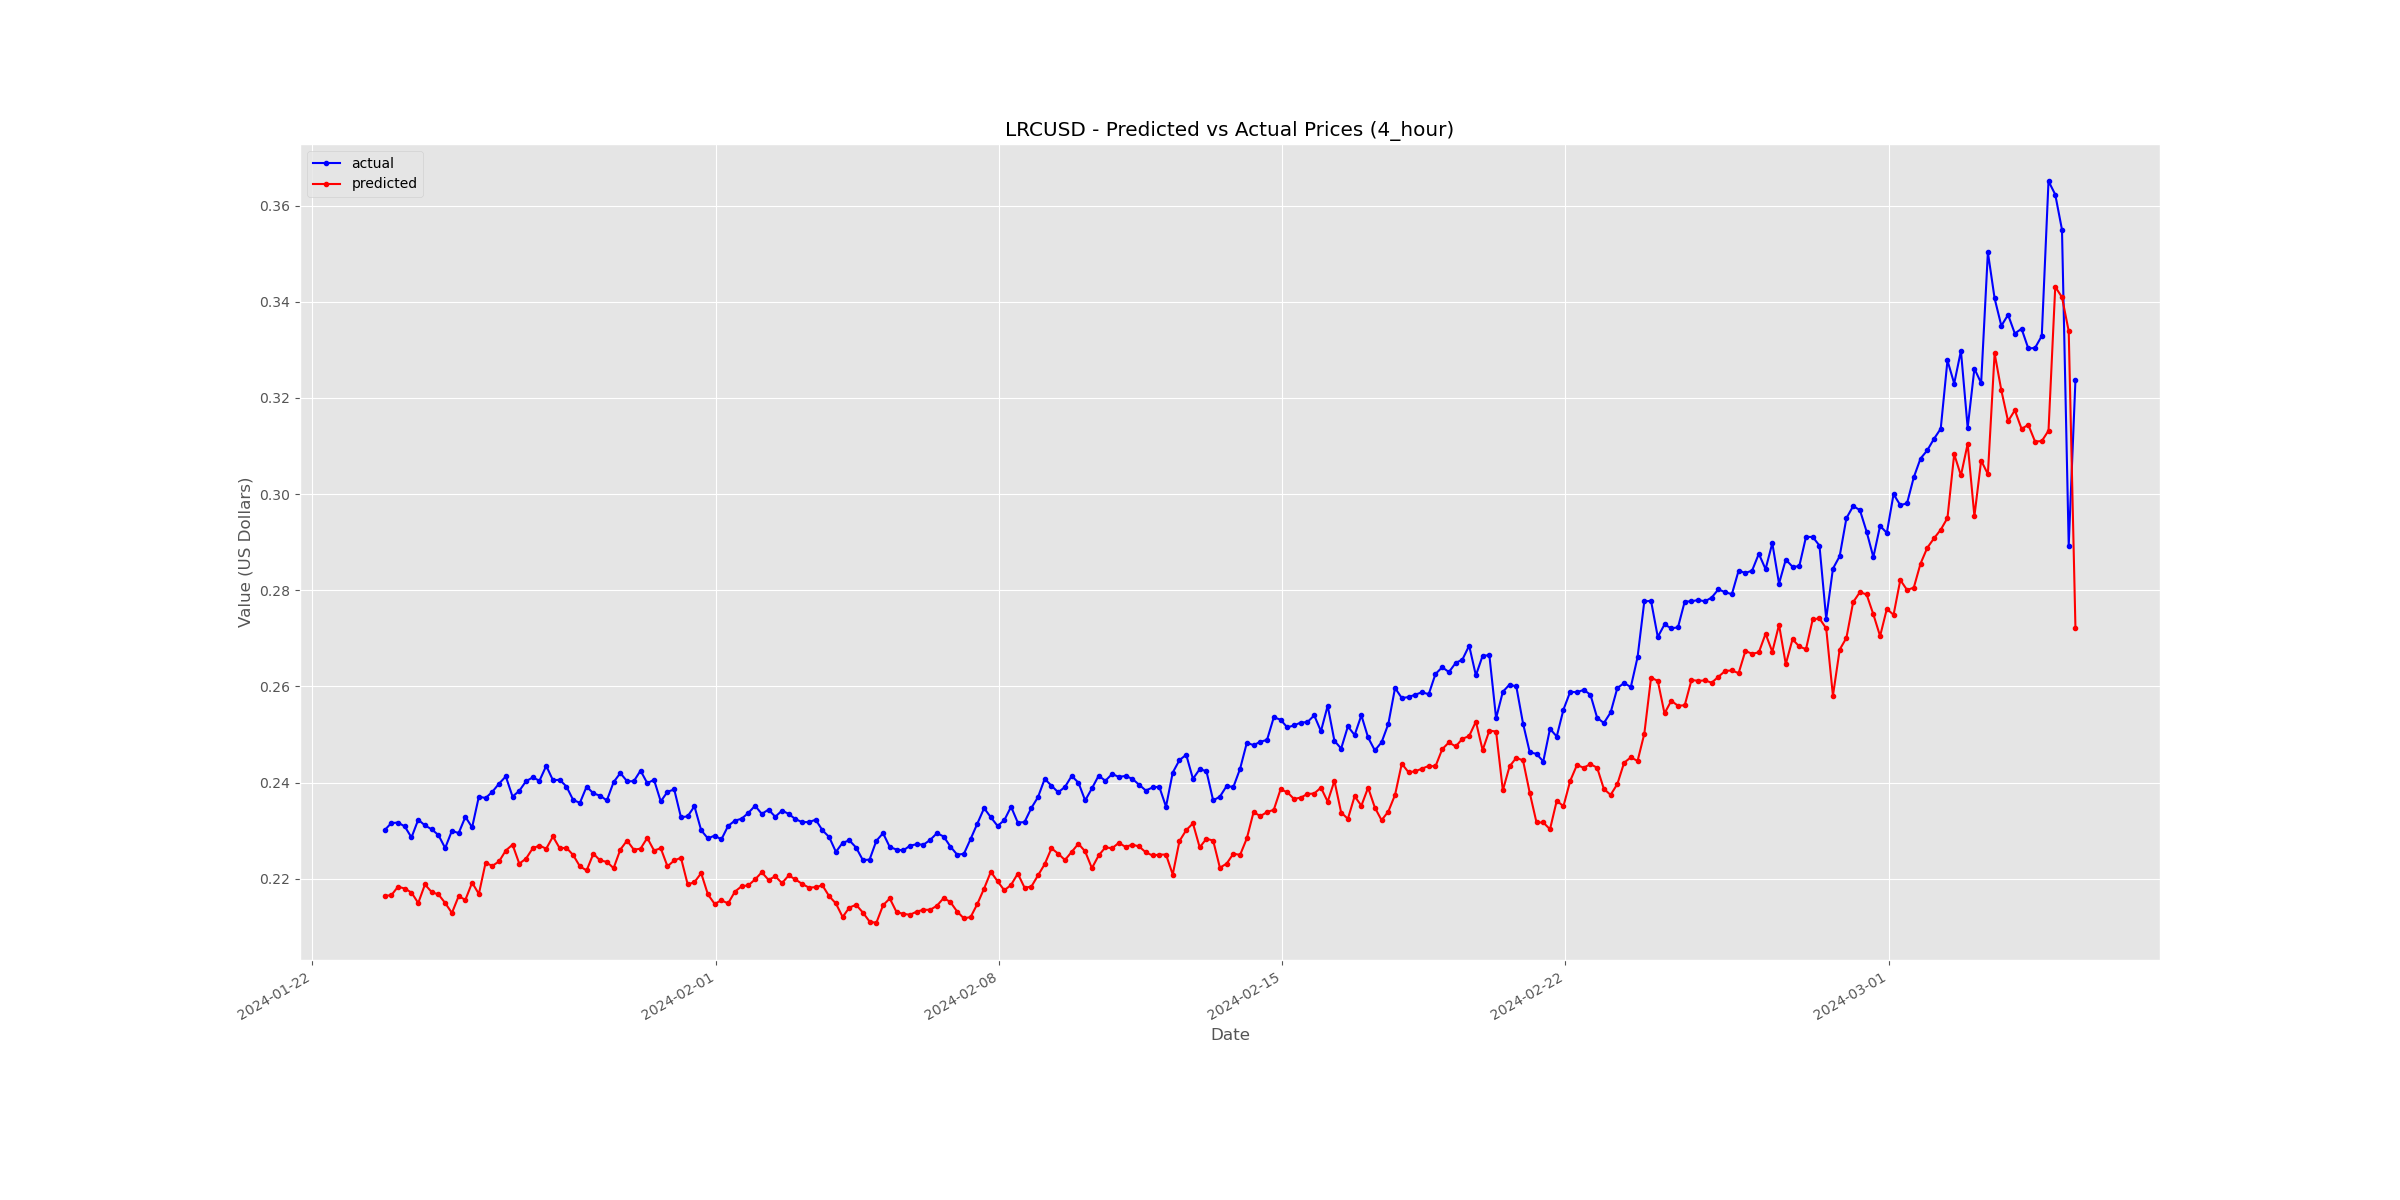 LRCUSD - Predicted vs Actual Prices (4_hour)
actual
predicted
0.36
0.34
0.32
0.30
0.28
0.26
0.24
0.22
Value (US Dollars)
2024-01-22
2024-02-01
2024-02-08
2024-02-15
2024-02-22
2024-03-01
Date